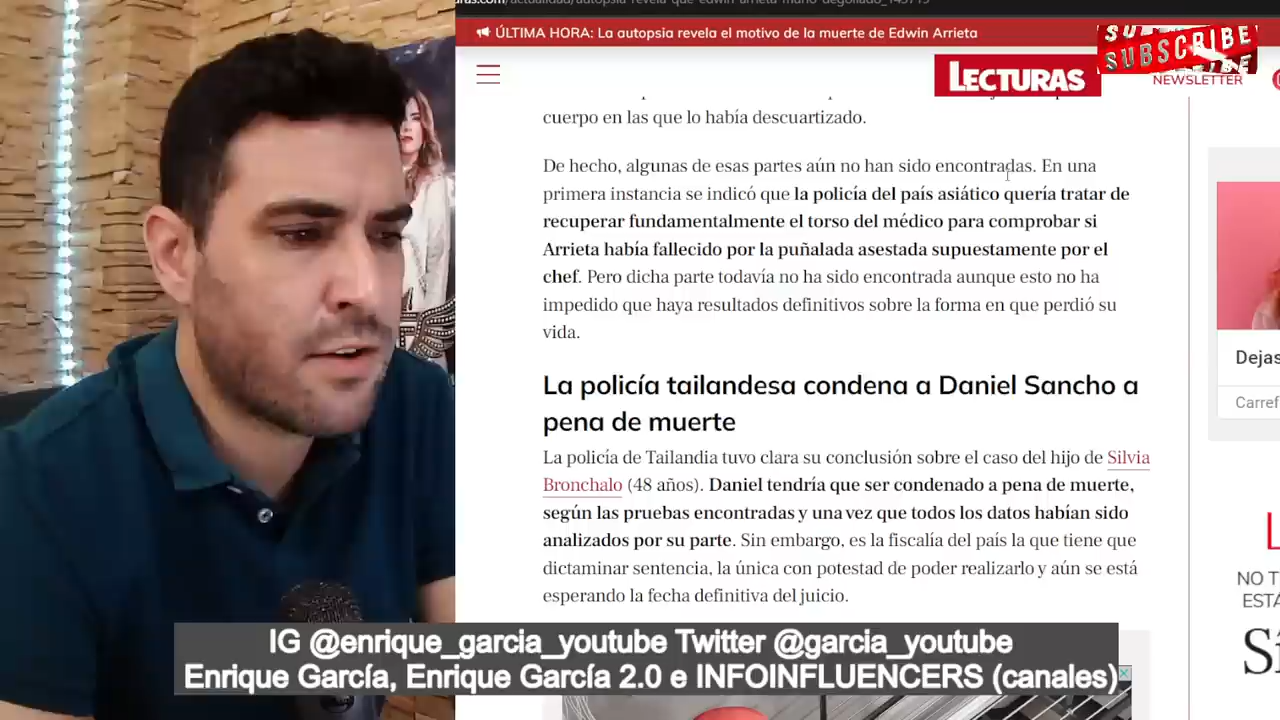 ÚLTIMA HORA: La autopsia revela el motivo de la muerte de Edwin Arrieta
SUBSCRIBE
SUBSCRIBE
SUBSCRIBE
LECTURAS
NEWSLETTER
cuerpo en las que lo había descuartizado.
De hecho, algunas de esas partes aún no han sido encontradas. En una
primera instancia se indicó que la policía del país asiático quería tratar de
recuperar fundamentalmente el torso del médico para comprobar si
Arrieta había fallecido por la puñalada asestada supuestamente por el
chef. Pero dicha parte todavía no ha sido encontrada aunque esto no ha
impedido que haya resultados definitivos sobre la forma en que perdió su
vida.
La policía tailandesa condena a Daniel Sancho a
pena de muerte
La policía de Tailandia tuvo clara su conclusión sobre el caso del hijo de Silvia
Bronchalo (48 años). Daniel tendría que ser condenado a pena de muerte,
según las pruebas encontradas y una vez que todos los datos habían sido
analizados por su parte. Sin embargo, es la fiscalía del país la que tiene que
dictaminar sentencia, la única con potestad de poder realizarlo y aún se está
esperando la fecha definitiva del juicio.
Dejas
Carref
L
NO T
ESTÁ
Sí
IG @enrique_garcia_youtube Twitter @garcia_youtube
Enrique García, Enrique García 2.0 e INFOINFLUENCERS (canales)